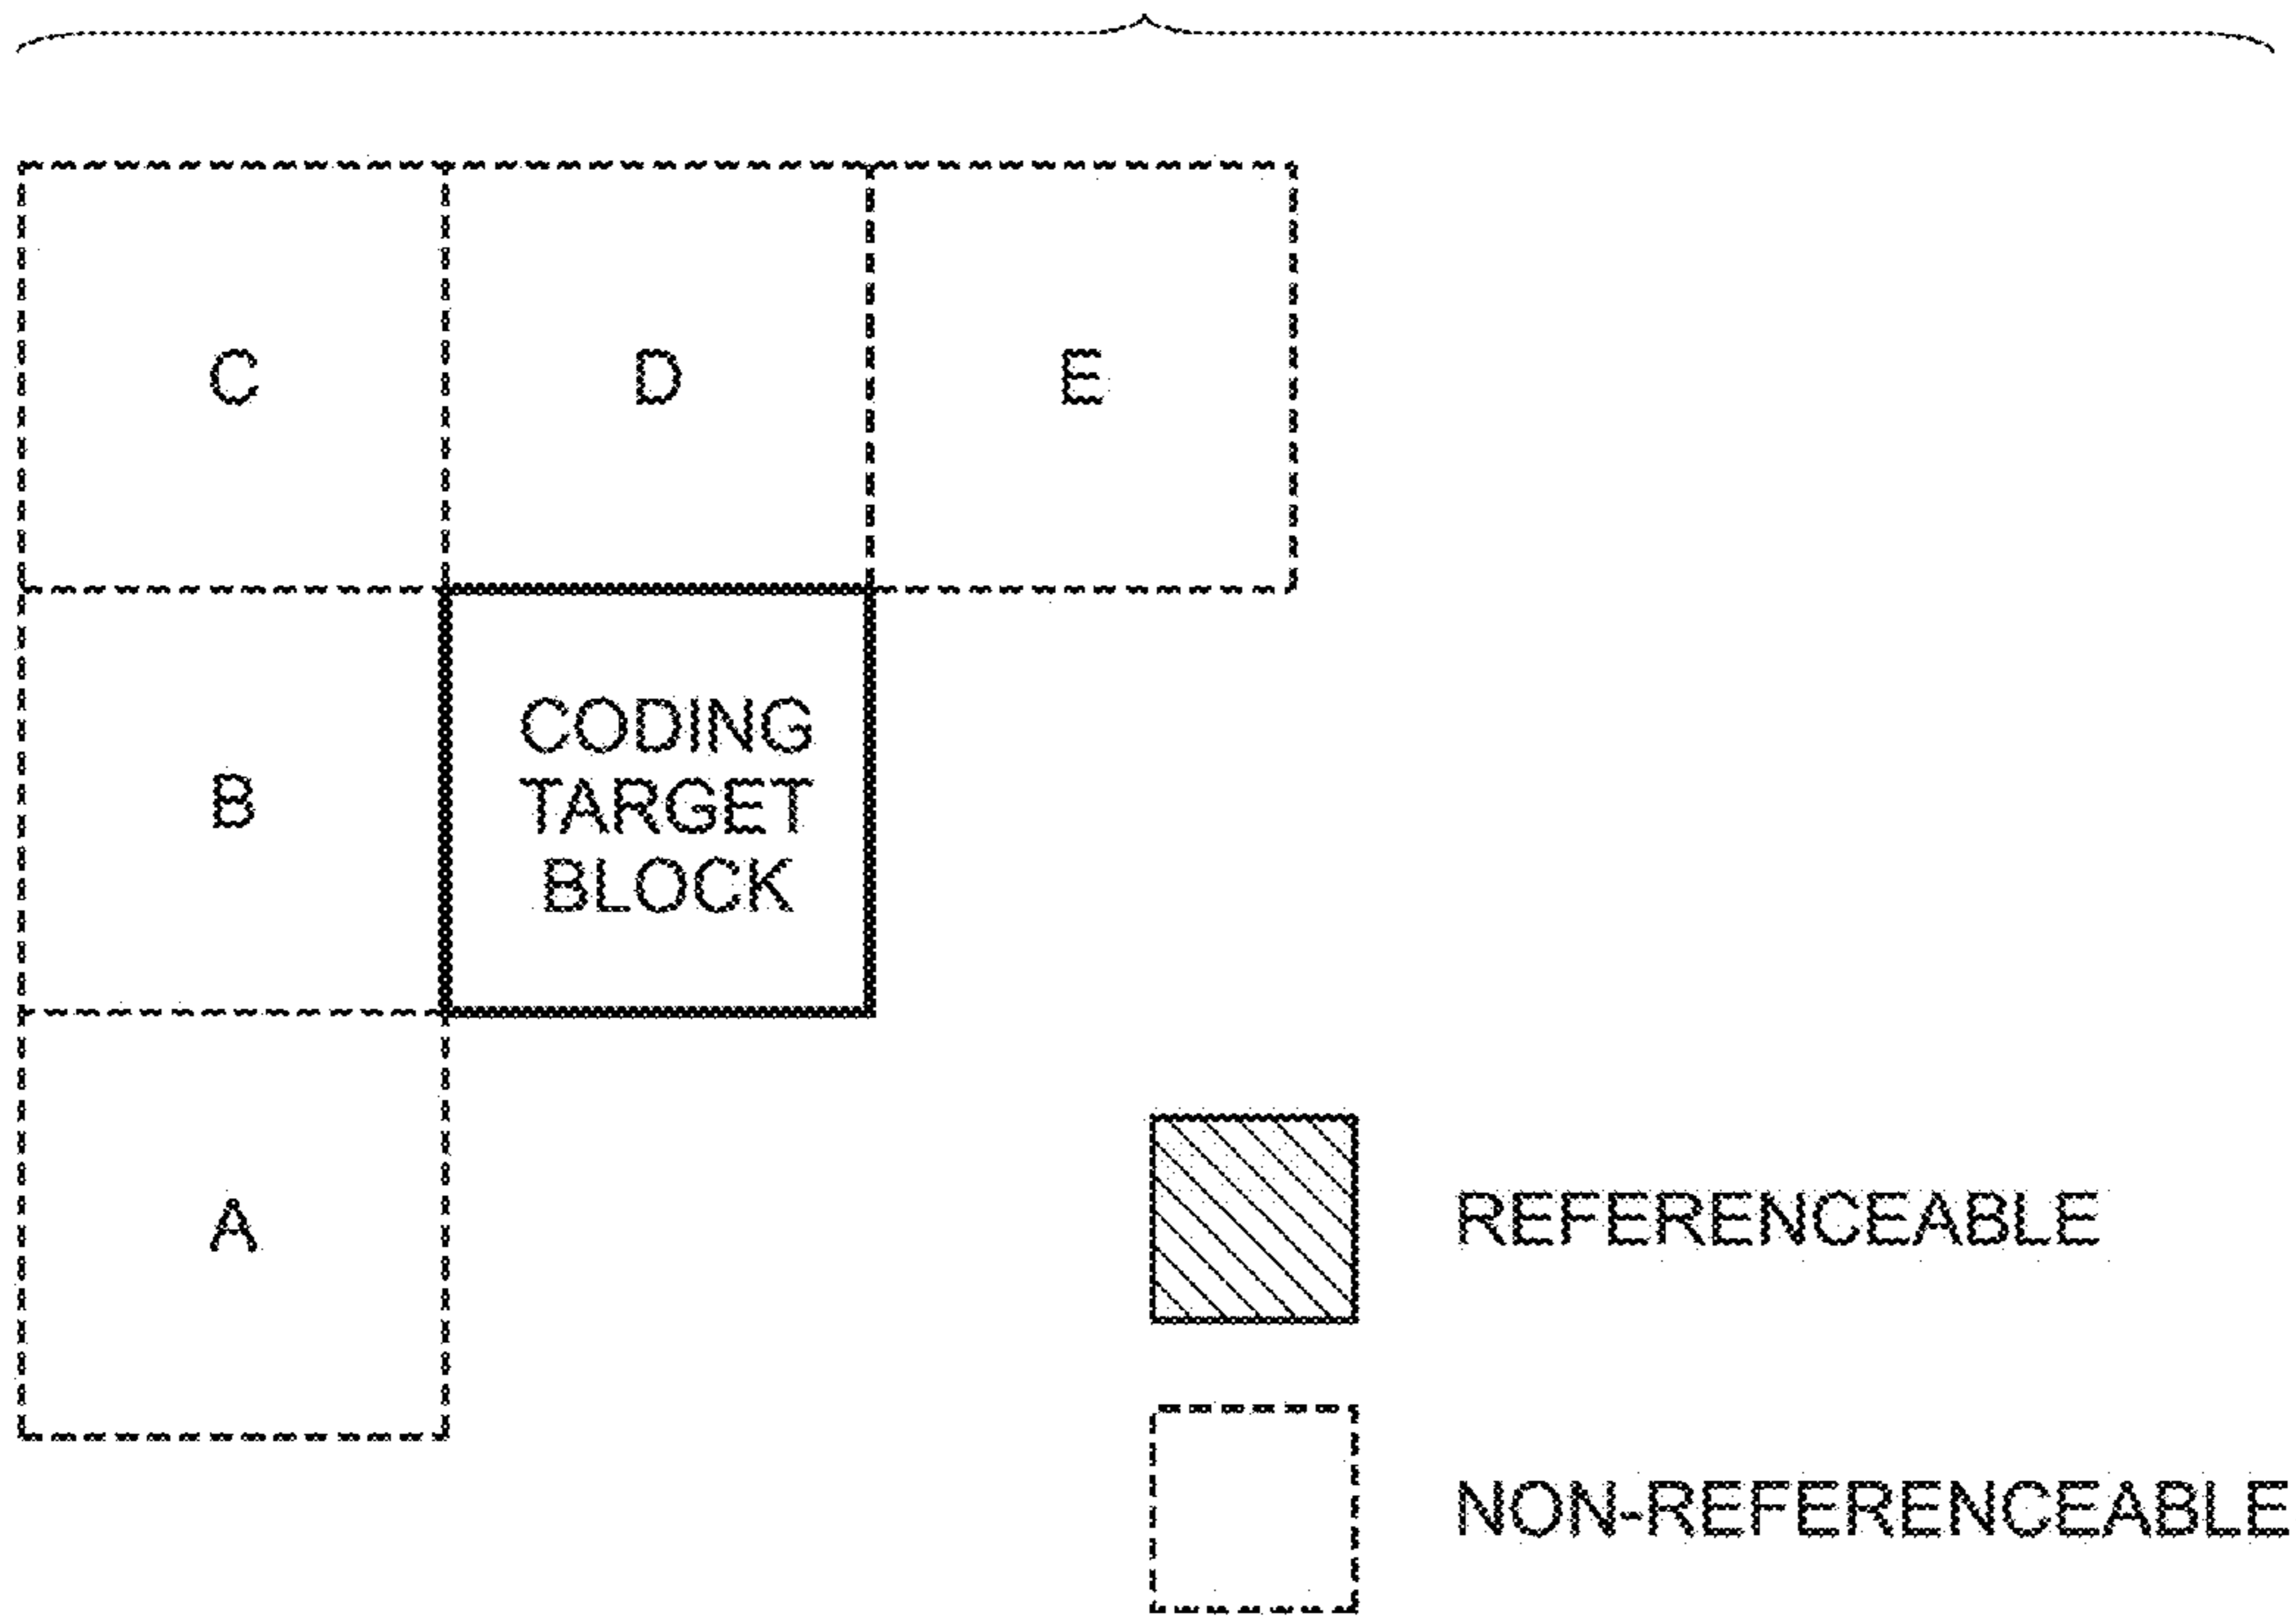 C
D
E
B
CODING
TARGET
BLOCK
A
REFERENCEABLE
NON-REFERENCEABLE